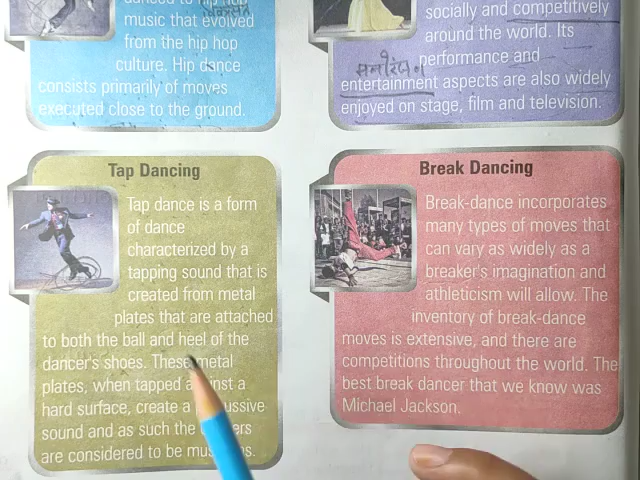 danced to hip hop
music that evolved
from the hip hop
culture. Hip dance
consists primarily of moves
executed close to the ground.
socially and competitively
around the world. Its
performance and
मनोरंजन
entertainment aspects are also widely
enjoyed on stage, film and television.
Tap Dancing
Tap dance is a form
of dance
characterized by a
tapping sound that is
created from metal
plates that are attached
to both the ball and heel of the
dancer's shoes. These metal
plates, when tapped against a
hard surface, create a percussive
sound and as such the dancers
are considered to be musicians.
Break Dancing
Break-dance incorporates
many types of moves that
can vary as widely as a
breaker's imagination and
athleticism will allow. The
inventory of break-dance
moves is extensive, and there are
competitions throughout the world. The
best break dancer that we know was
Michael Jackson.